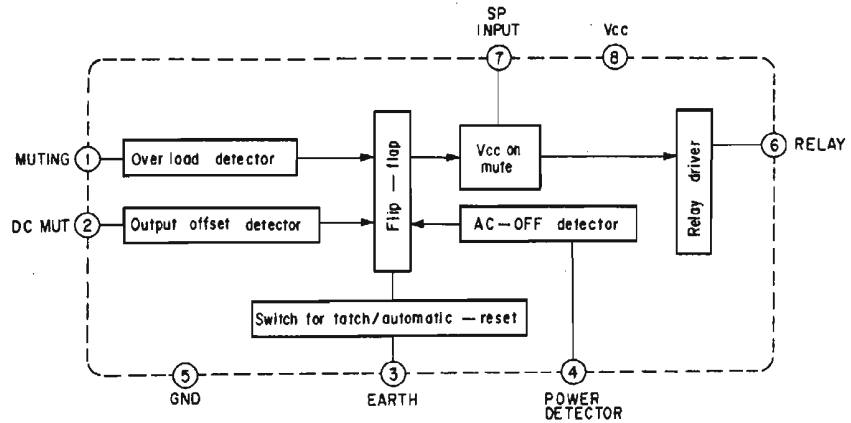 SP
INPUT
Vcc
7
8
MUTING
1
Over load detector
Flip — flap
Vcc on
mute
Relay driver
6
RELAY
DC MUT
2
Output offset detector
AC — OFF detector
Switch for tatch/automatic — reset
5
3
4
GND
EARTH
POWER
DETECTOR